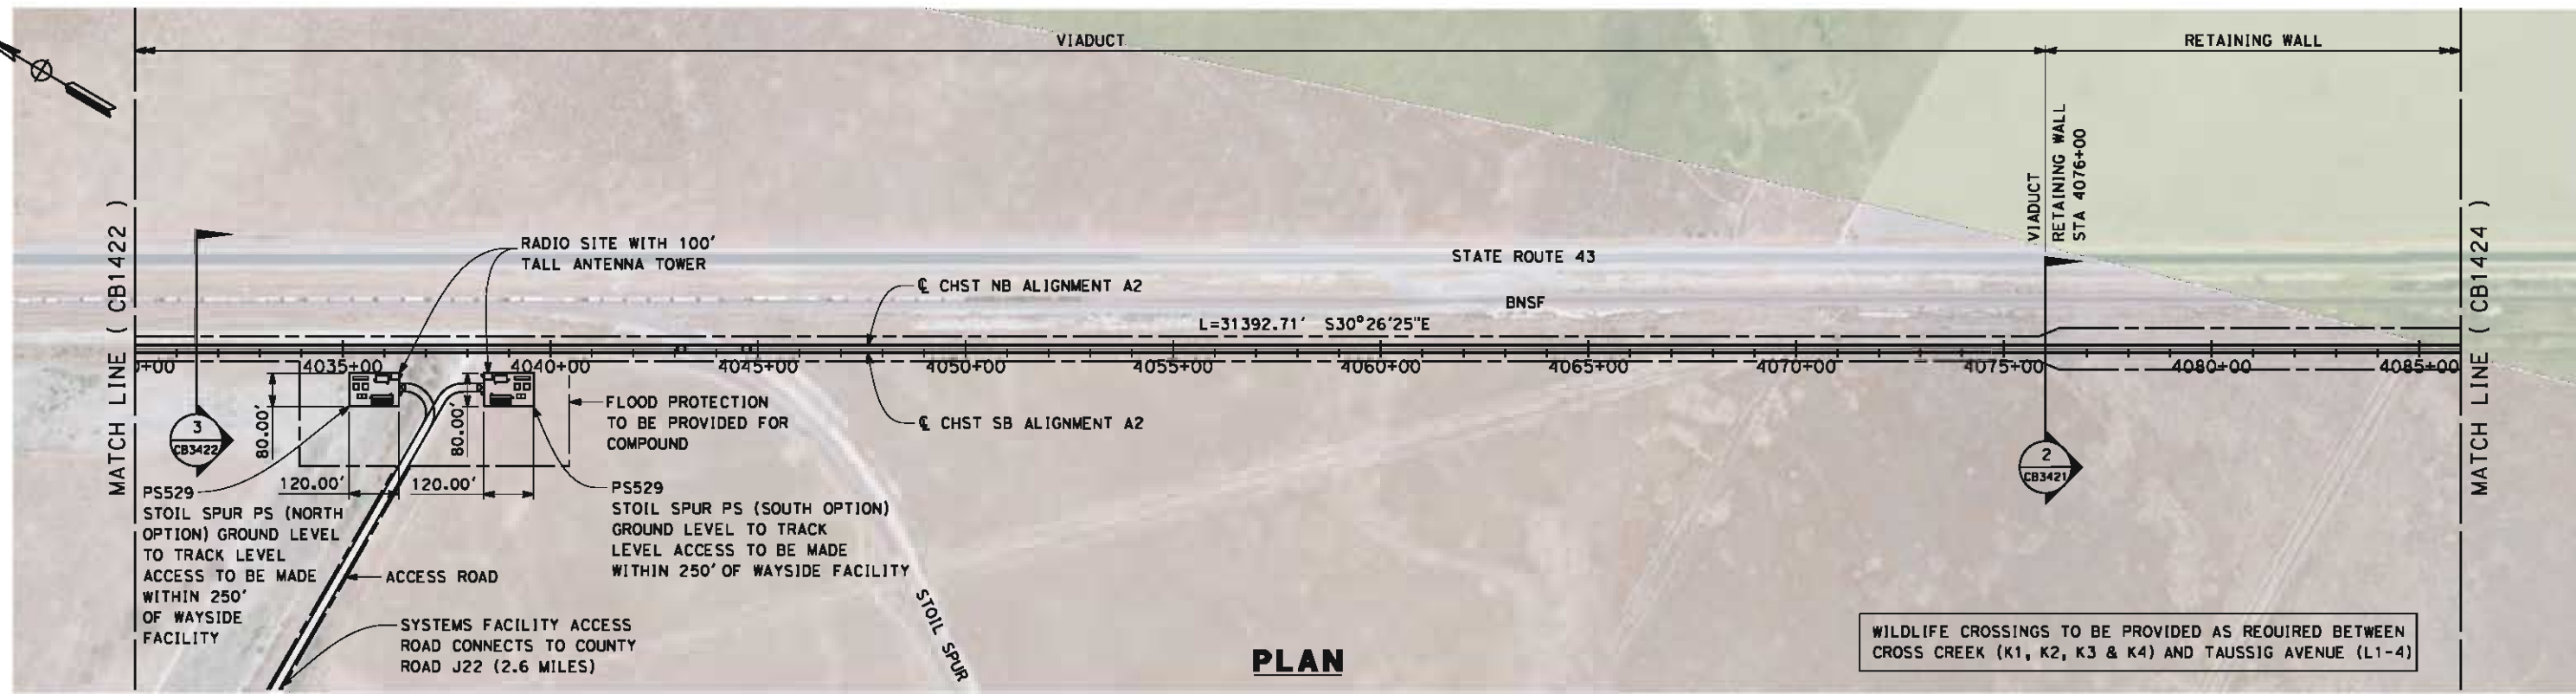 VIADUCT
RETAINING WALL
MATCH LINE ( CB1422 )
RADIO SITE WITH 100'
TALL ANTENNA TOWER
℄ CHST NB ALIGNMENT A2
STATE ROUTE 43
BNSF
L=31392.71' S30°26'25"E
VIADUCT
RETAINING WALL
STA 4076+00
MATCH LINE ( CB1424 )
0+00
4035+00
4040+00
4045+00
4050+00
4055+00
4060+00
4065+00
4070+00
4075+00
4080+00
4085+00
80.00'
80.00'
FLOOD PROTECTION
TO BE PROVIDED FOR
COMPOUND
℄ CHST SB ALIGNMENT A2
3
CB3422
2
CB3421
120.00'
120.00'
PS529
STOIL SPUR PS (NORTH
OPTION) GROUND LEVEL
TO TRACK LEVEL
ACCESS TO BE MADE
WITHIN 250'
OF WAYSIDE
FACILITY
PS529
STOIL SPUR PS (SOUTH OPTION)
GROUND LEVEL TO TRACK
LEVEL ACCESS TO BE MADE
WITHIN 250' OF WAYSIDE FACILITY
ACCESS ROAD
SYSTEMS FACILITY ACCESS
ROAD CONNECTS TO COUNTY
ROAD J22 (2.6 MILES)
STOIL SPUR
PLAN
WILDLIFE CROSSINGS TO BE PROVIDED AS REQUIRED BETWEEN
CROSS CREEK (K1, K2, K3 & K4) AND TAUSSIG AVENUE (L1-4)